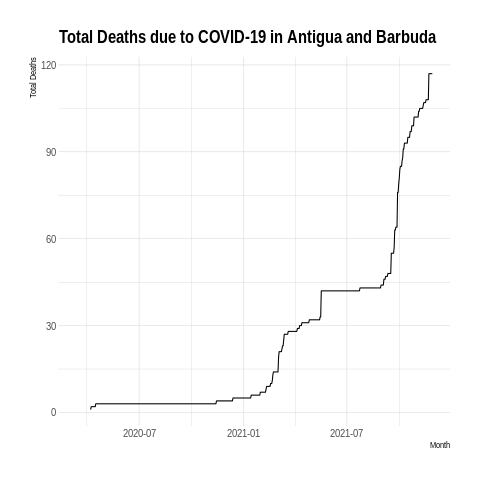 Total Deaths due to COVID-19 in Antigua and Barbuda
Total Deaths
120
90
60
30
0
2020-07 2021-01 2021-07
Month